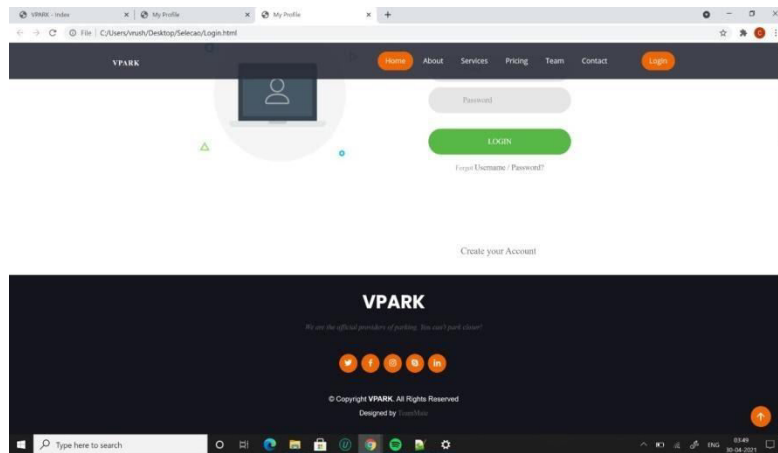 VPARK - Index
My Profile
My Profile
File | C:/Users/vrush/Desktop/Selecao/Login.html
VPARK
Home About Services Pricing Team Contact Login
Password
LOGIN
Forgot Username / Password?
Create your Account
VPARK
We are the official providers of parking. You can't park closer!
© Copyright VPARK. All Rights Reserved
Designed by
Type here to search
ENG
03:49
30-04-2021